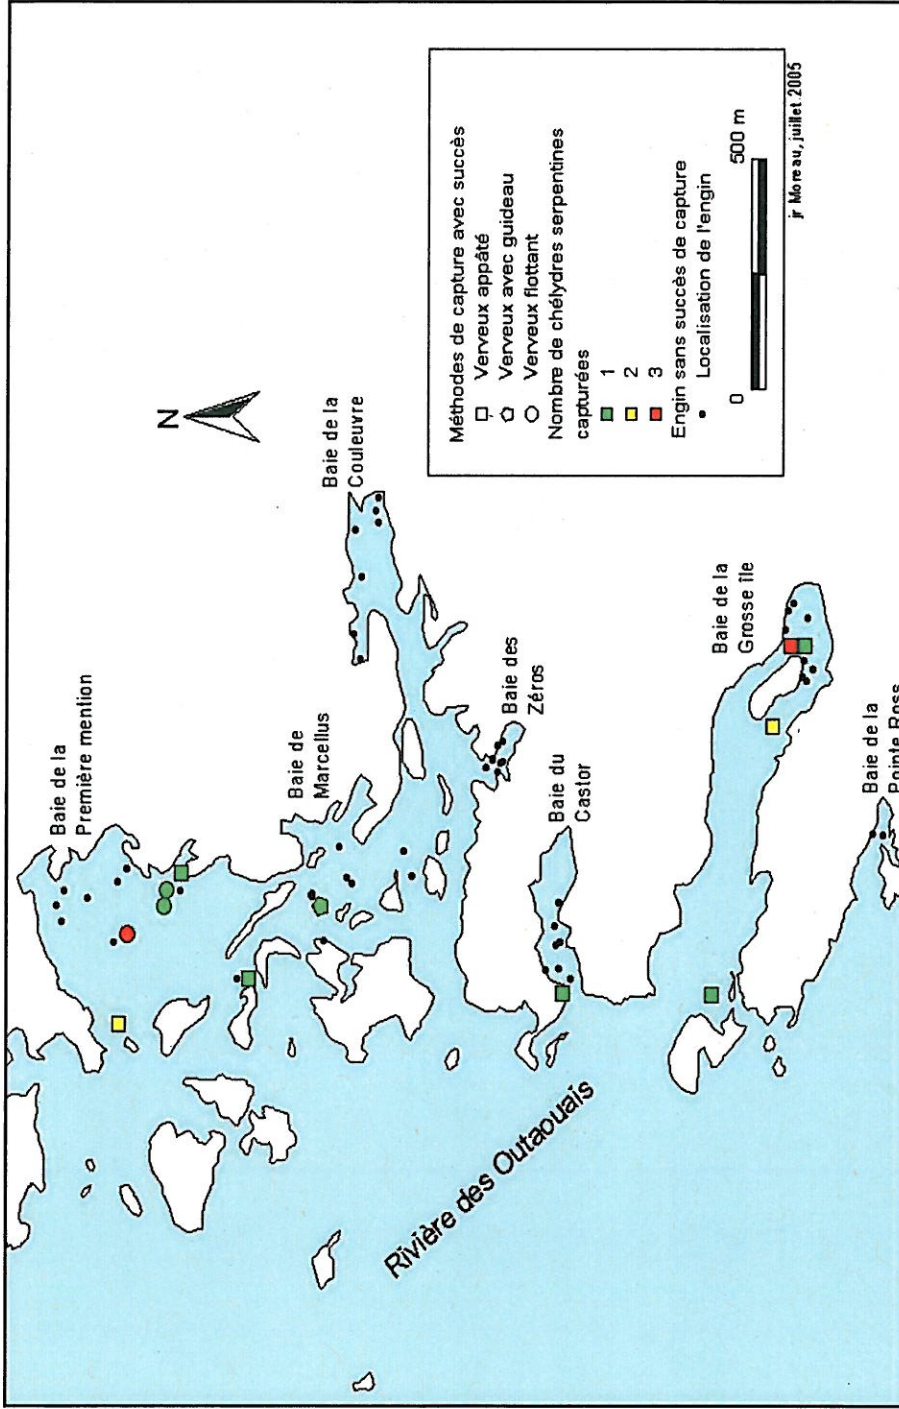 Baie de la
Première mention
Baie de
Marcellus
Baie de la
Couleuvre
Baie des
Zéros
Baie du
Castor
Baie de la
Grosse île
Baie de la
Pointe Ross
Rivière des Outaouais
N
Méthodes de capture avec succès
Verveux appâté
Verveux avec guideau
Verveux flottant
Nombre de chélydres serpentines
capturées
1
2
3
Engin sans succès de capture
Localisation de l'engin
0
500 m
jr Moreau, juillet 2005